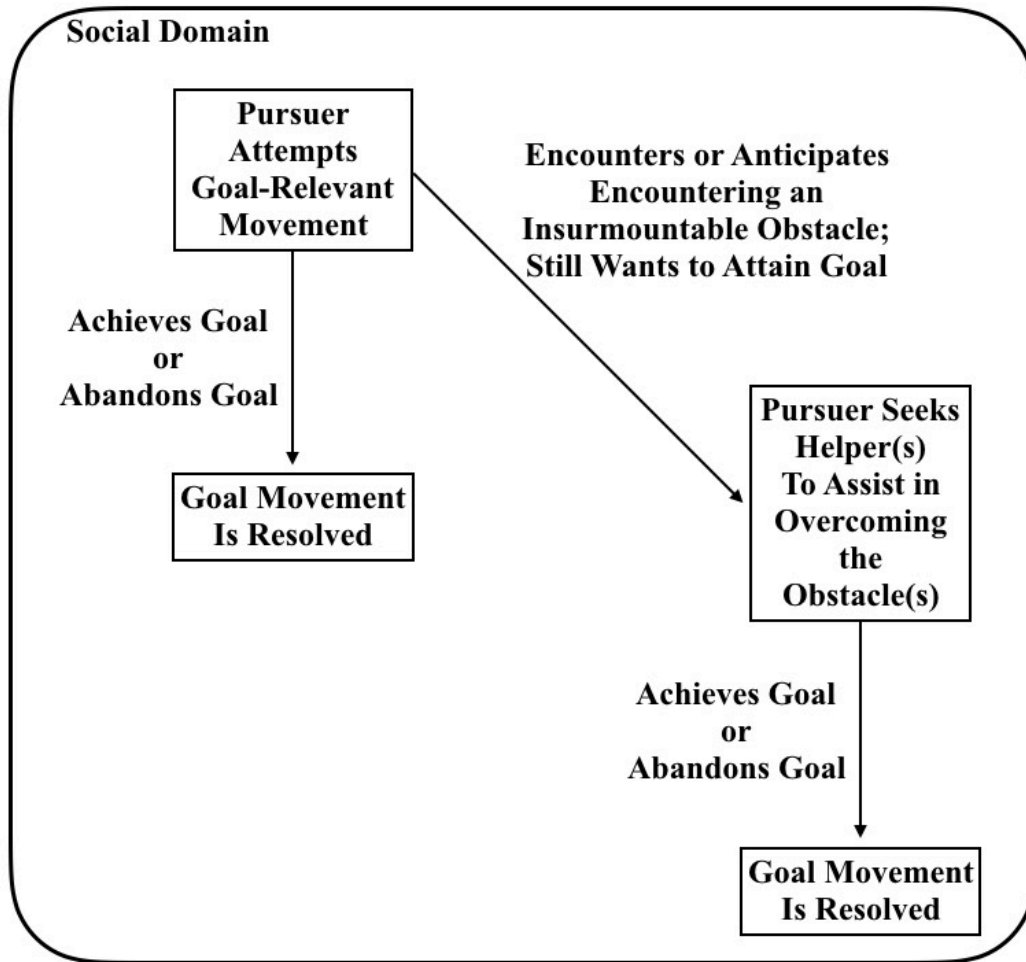 Social Domain
Pursuer
Attempts
Goal-Relevant
Movement
Encounters or Anticipates
Encountering an
Insurmountable Obstacle;
Still Wants to Attain Goal
Achieves Goal
or
Abandons Goal
Goal Movement
Is Resolved
Pursuer Seeks
Helper(s)
To Assist in
Overcoming
the
Obstacle(s)
Achieves Goal
or
Abandons Goal
Goal Movement
Is Resolved